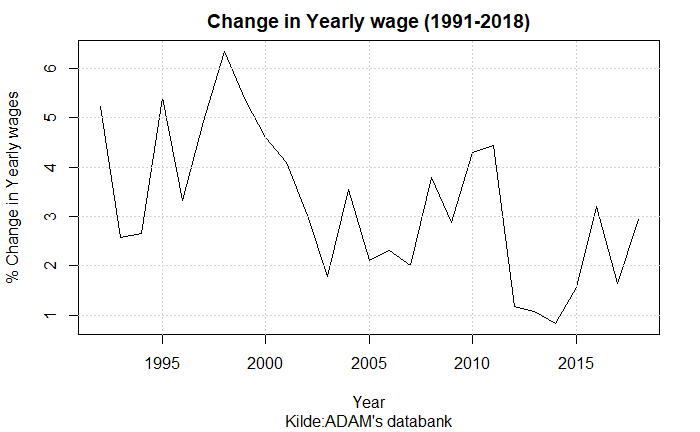 Change in Yearly wage (1991-2018)
% Change in Yearly wages
6
5
4
3
2
1
1995 2000 2005 2010 2015
Year
Kilde:ADAM's databank